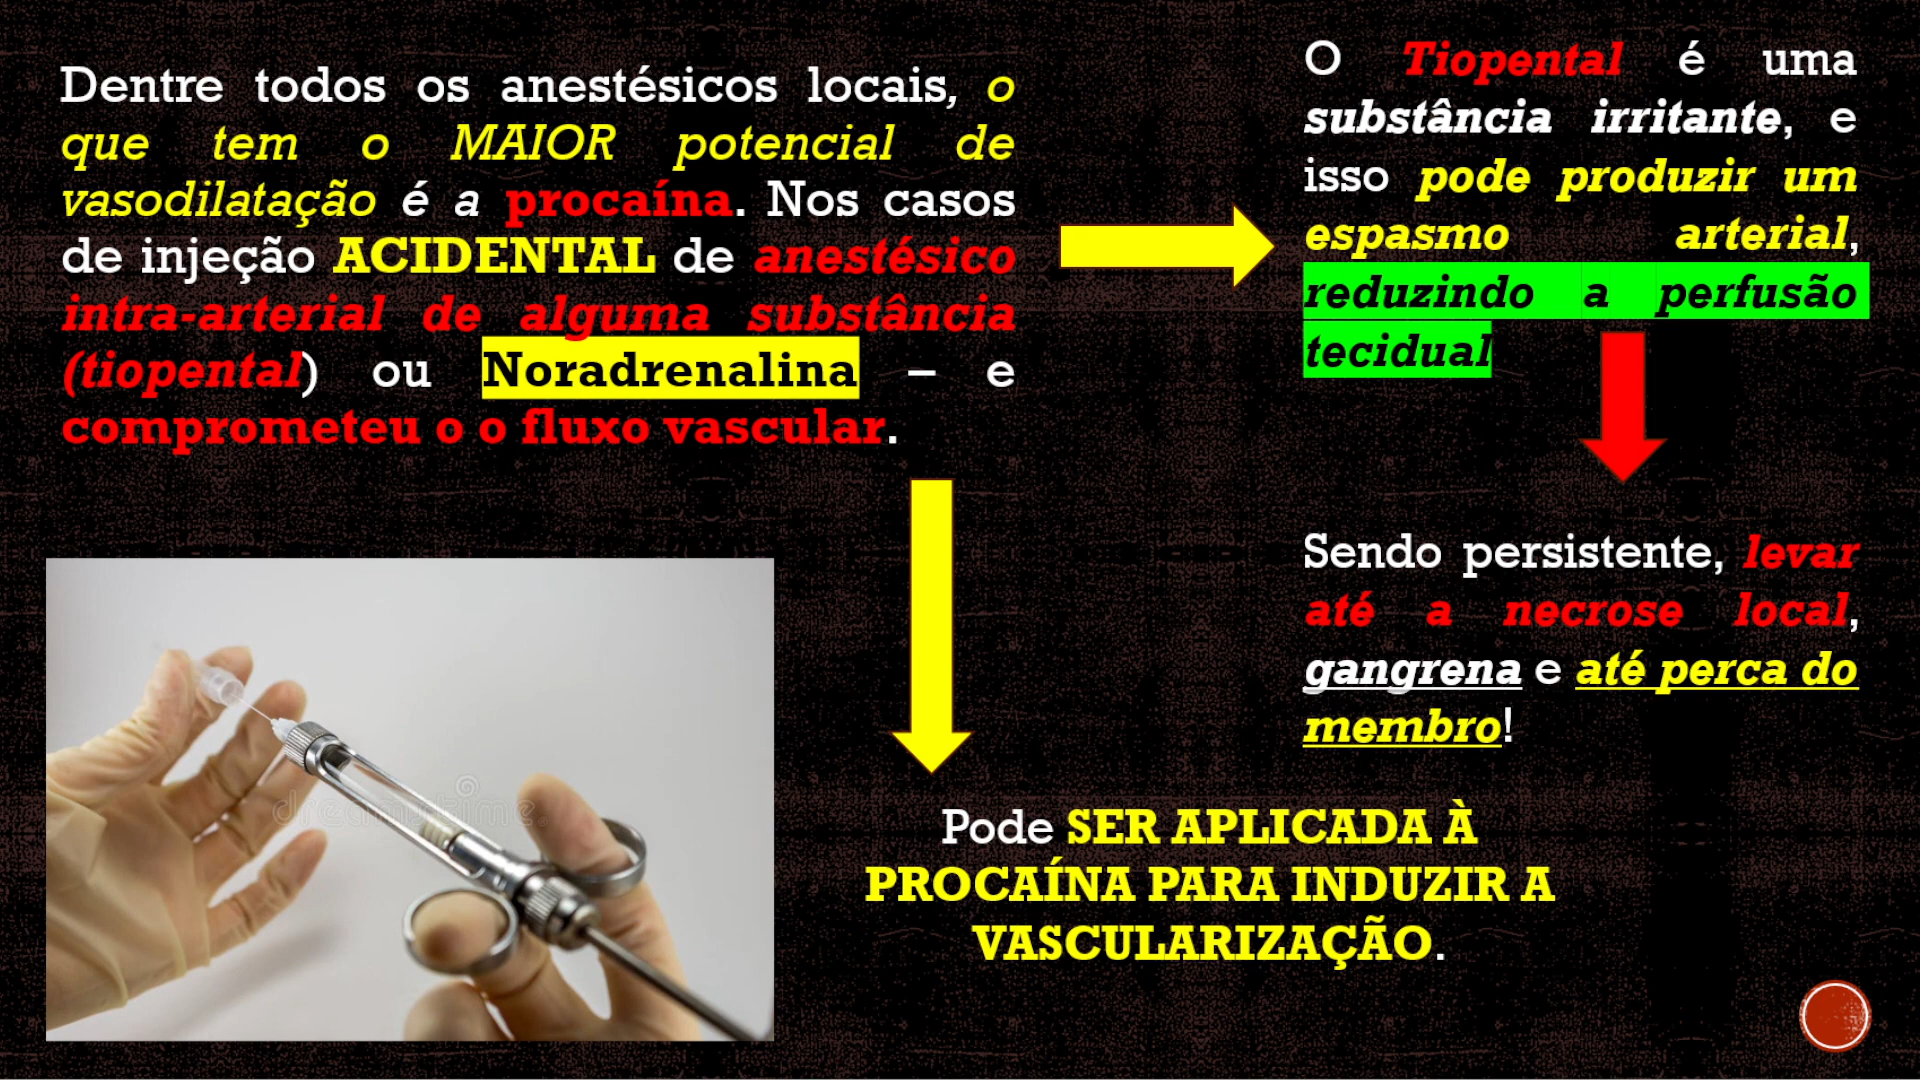 Dentre todos os anestésicos locais, o
que tem o MAIOR potencial de
vasodilatação é a procaína. Nos casos
de injeção ACIDENTAL de anestésico
intra-arterial de alguma substância
(tiopental) ou Noradrenalina – e
comprometeu o o fluxo vascular.
O Tiopental é uma
substância irritante, e
isso pode produzir um
espasmo arterial,
reduzindo a perfusão
tecidual
Sendo persistente, levar
até a necrose local,
gangrena e até perca do
membro!
Pode SER APLICADA À
PROCAÍNA PARA INDUZIR A
VASCULARIZAÇÃO.
dreamstime